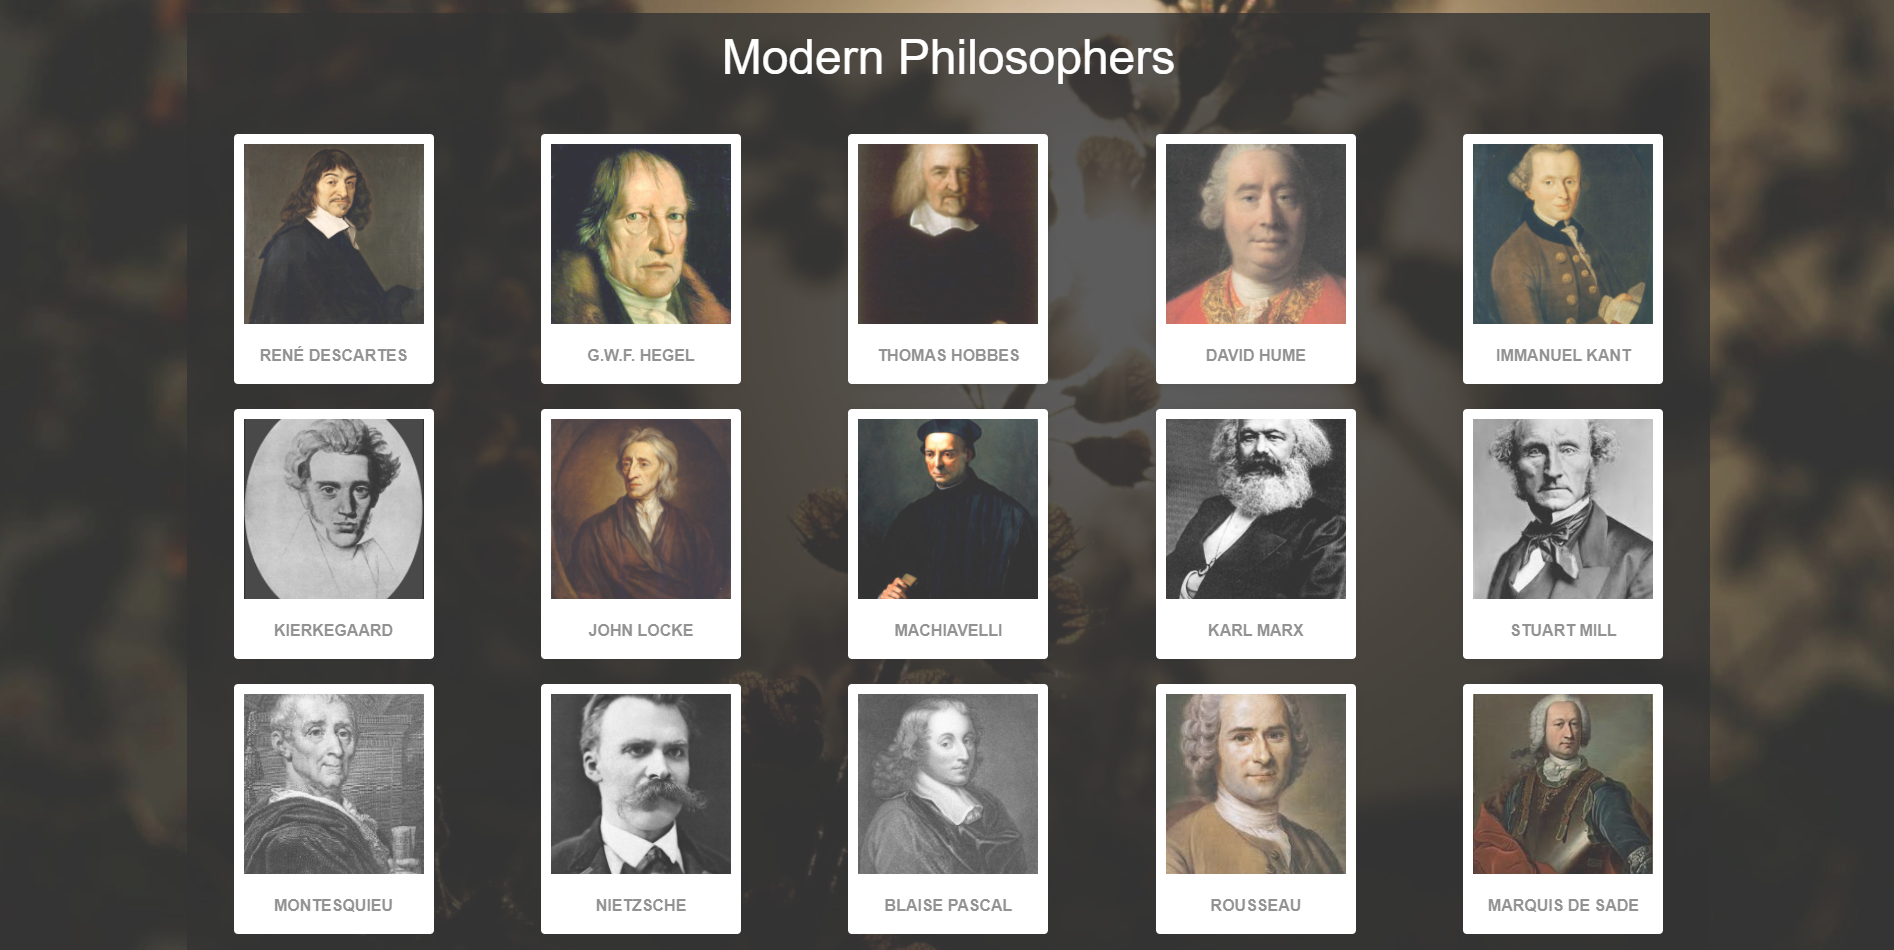 Modern Philosophers
RENÉ DESCARTES
G.W.F. HEGEL
THOMAS HOBBES
DAVID HUME
IMMANUEL KANT
KIERKEGAARD
JOHN LOCKE
MACHIAVELLI
KARL MARX
STUART MILL
MONTESQUIEU
NIETZSCHE
BLAISE PASCAL
ROUSSEAU
MARQUIS DE SADE